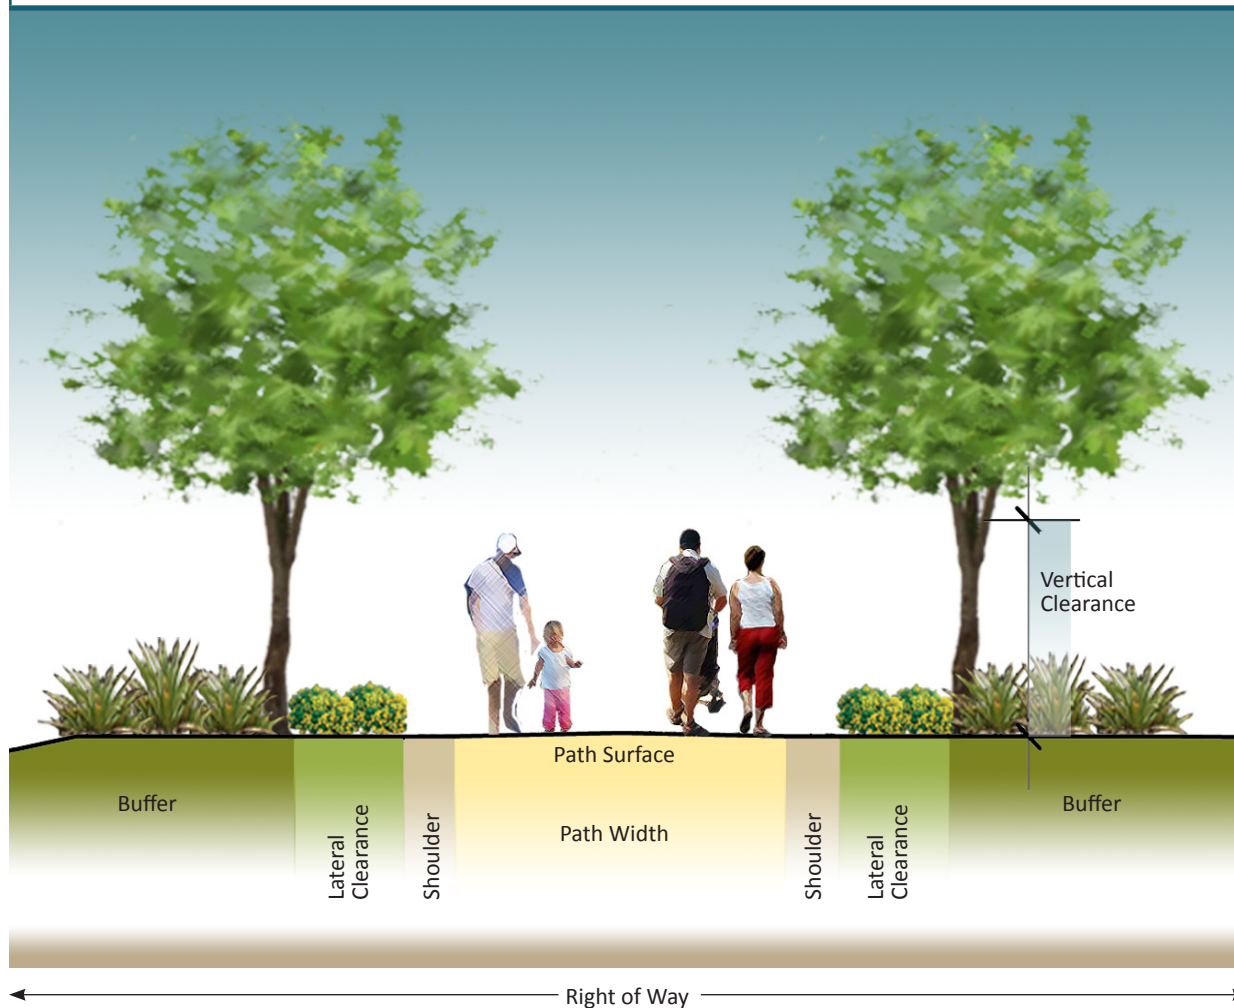 Vertical
Clearance
Path Surface
Buffer
Lateral
Clearance
Shoulder
Path Width
Shoulder
Lateral
Clearance
Buffer
Right of Way